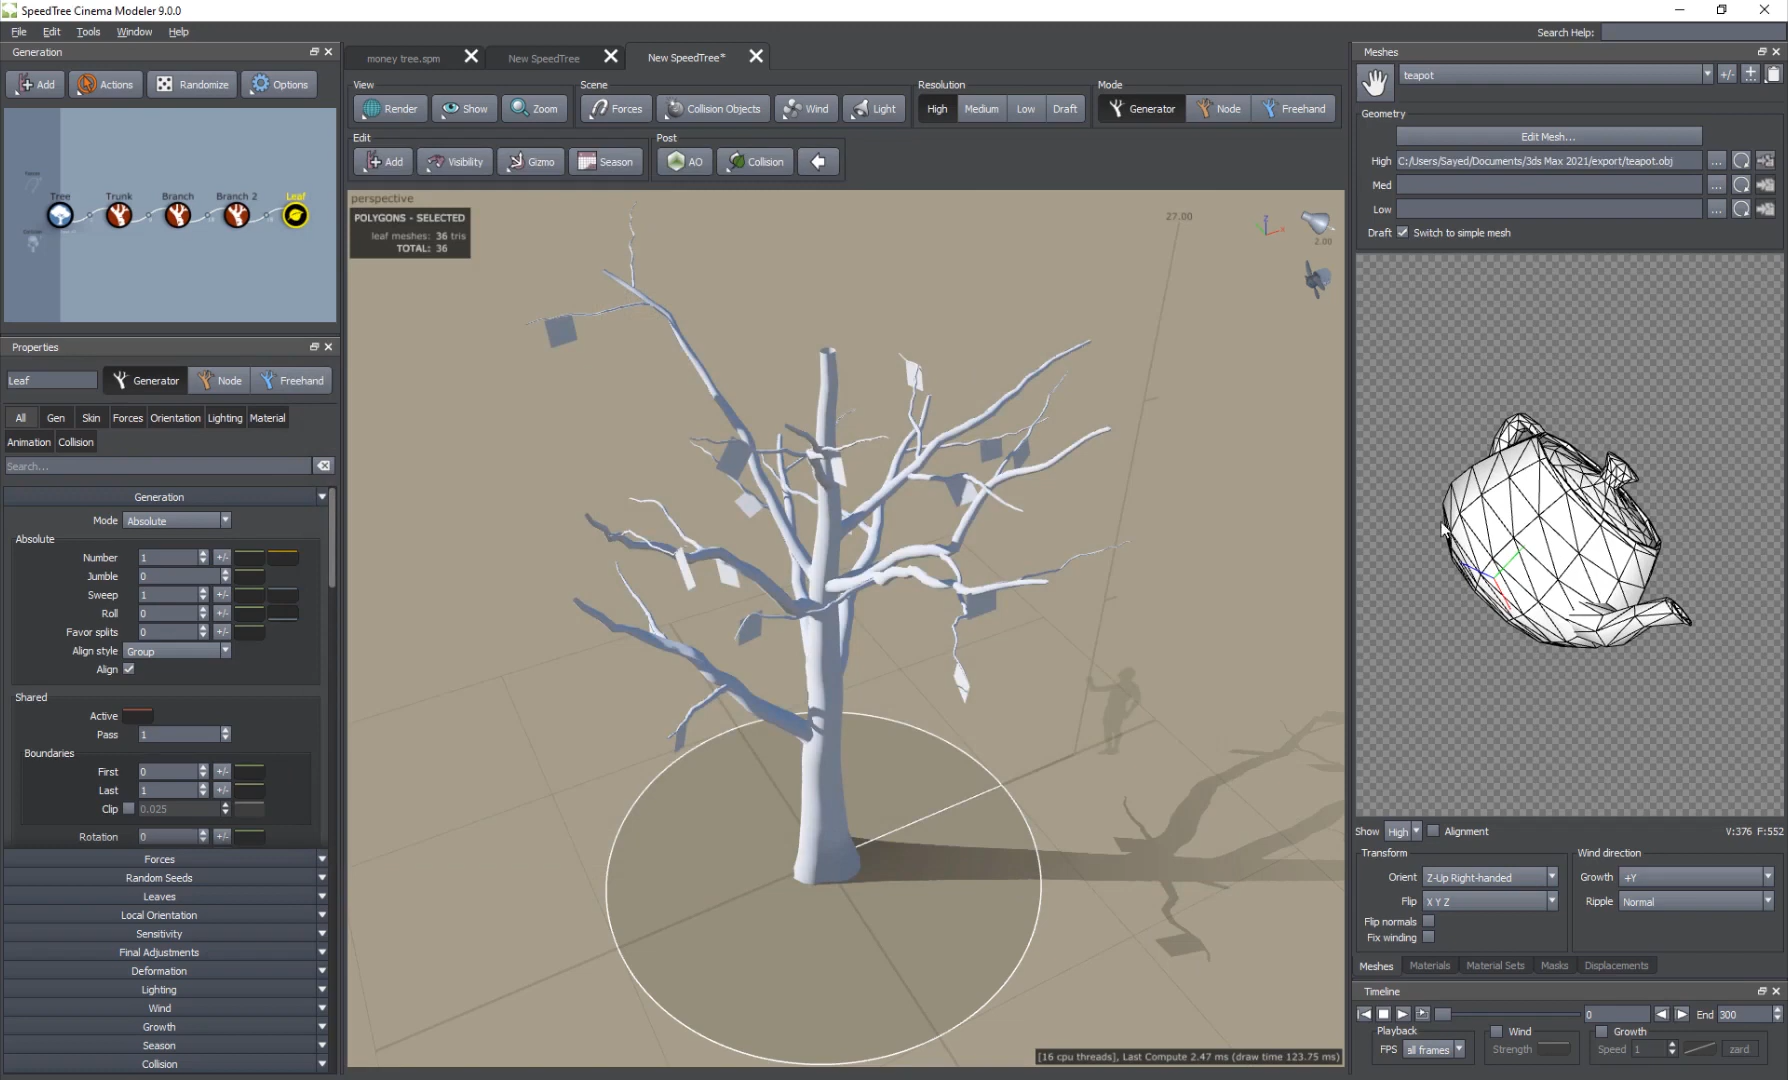 SpeedTree Cinema Modeler 9.0.0
File Edit Tools Window Help
Search Help:
Generation
Add Actions Randomize Options
Tree Trunk Branch Branch 2 Leaf
money tree.spm New SpeedTree New SpeedTree*
View Scene Resolution Mode
Render Show Zoom Forces Collision Objects Wind Light High Medium Low Draft Generator Node Freehand
Edit Post
Add Visibility Gizmo Season AO Collision
perspective
POLYGONS - SELECTED
leaf meshes: 36 tris
TOTAL: 36
27.00
2.00
[16 cpu threads], Last Compute 2.47 ms (draw time 123.75 ms)
Properties
Leaf Generator Node Freehand
All Gen Skin Forces Orientation Lighting Material
Animation Collision
Search...
Generation
Mode Absolute
Absolute
Number 1 +/-
Jumble 0
Sweep 1 +/-
Roll 0 +/-
Favor splits 0 +/-
Align style Group
Align
Shared
Active
Pass 1
Boundaries
First 0 +/-
Last 1 +/-
Clip 0.025
Rotation 0 +/-
Forces
Random Seeds
Leaves
Local Orientation
Sensitivity
Final Adjustments
Deformation
Lighting
Wind
Growth
Season
Collision
Meshes
teapot +/-
Geometry
Edit Mesh...
High C:/Users/Sayed/Documents/3ds Max 2021/export/teapot.obj ...
Med ...
Low ...
Draft Switch to simple mesh
Show High Alignment V:376 F:552
Transform Wind direction
Orient Z-Up Right-handed Growth +Y
Flip X Y Z Ripple Normal
Flip normals
Fix winding
Meshes Materials Material Sets Masks Displacements
Timeline
0 End 300
Playback Wind Growth
FPS all frames Strength Speed 1 zard